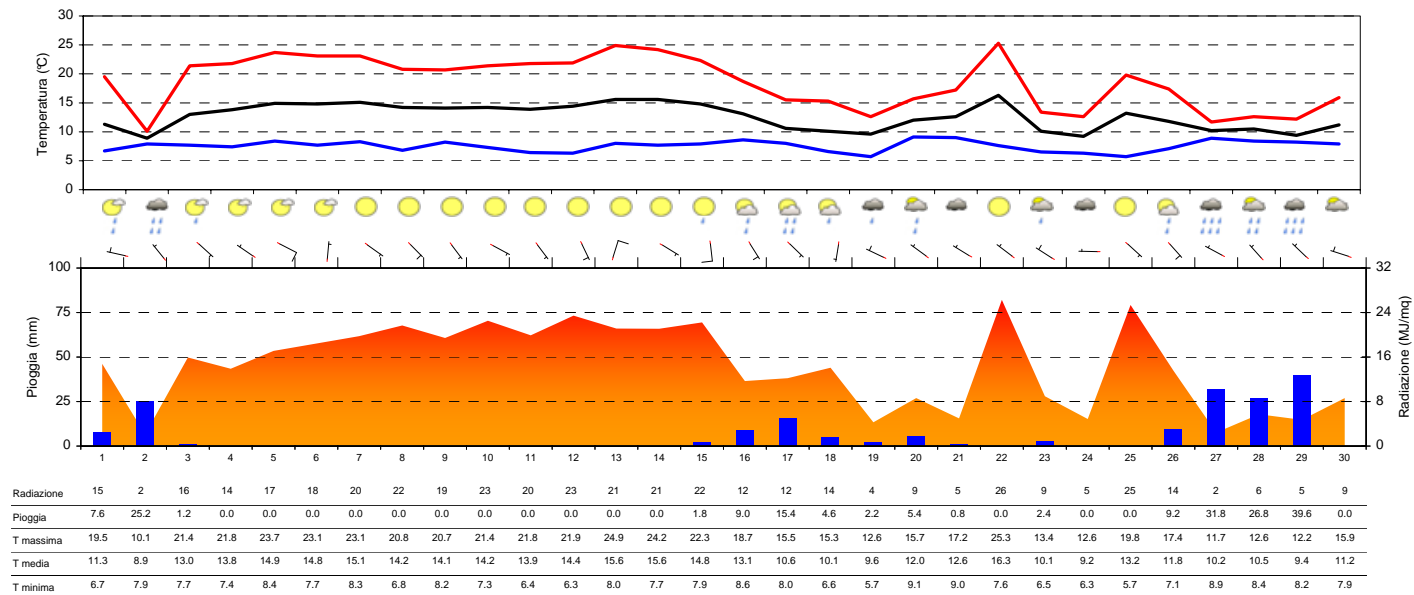 30
25
20
15
10
5
0
Temperatura (°C)
100
75
50
25
0
Pioggia (mm)
32
24
16
8
0
Radiazione (MJ/mq)
1 2 3 4 5 6 7 8 9 10 11 12 13 14 15 16 17 18 19 20 21 22 23 24 25 26 27 28 29 30
Radiazione 15 2 16 14 17 18 20 22 19 23 20 23 21 21 22 12 12 14 4 9 5 26 9 5 25 14 2 6 5 9
Pioggia 7.6 25.2 1.2 0.0 0.0 0.0 0.0 0.0 0.0 0.0 0.0 0.0 0.0 0.0 1.8 9.0 15.4 4.6 2.2 5.4 0.8 0.0 2.4 0.0 0.0 9.2 31.8 26.8 39.6 0.0
T massima 19.5 10.1 21.4 21.8 23.7 23.1 23.1 20.8 20.7 21.4 21.8 21.9 24.9 24.2 22.3 18.7 15.5 15.3 12.6 15.7 17.2 25.3 13.4 12.6 19.8 17.4 11.7 12.6 12.2 15.9
T media 11.3 8.9 13.0 13.8 14.9 14.8 15.1 14.2 14.1 14.2 13.9 14.4 15.6 15.6 14.8 13.1 10.6 10.1 9.6 12.0 12.6 16.3 10.1 9.2 13.2 11.8 10.2 10.5 9.4 11.2
T minima 6.7 7.9 7.7 7.4 8.4 7.7 8.3 6.8 8.2 7.3 6.4 6.3 8.0 7.7 7.9 8.6 8.0 6.6 5.7 9.1 9.0 7.6 6.5 6.3 5.7 7.1 8.9 8.4 8.2 7.9